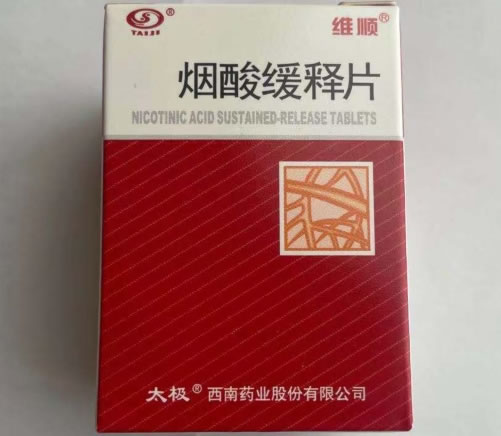 TAIJI® 维顺®
烟酸缓释片
NICOTINIC ACID SUSTAINED-RELEASE TABLETS
太极® 西南药业股份有限公司